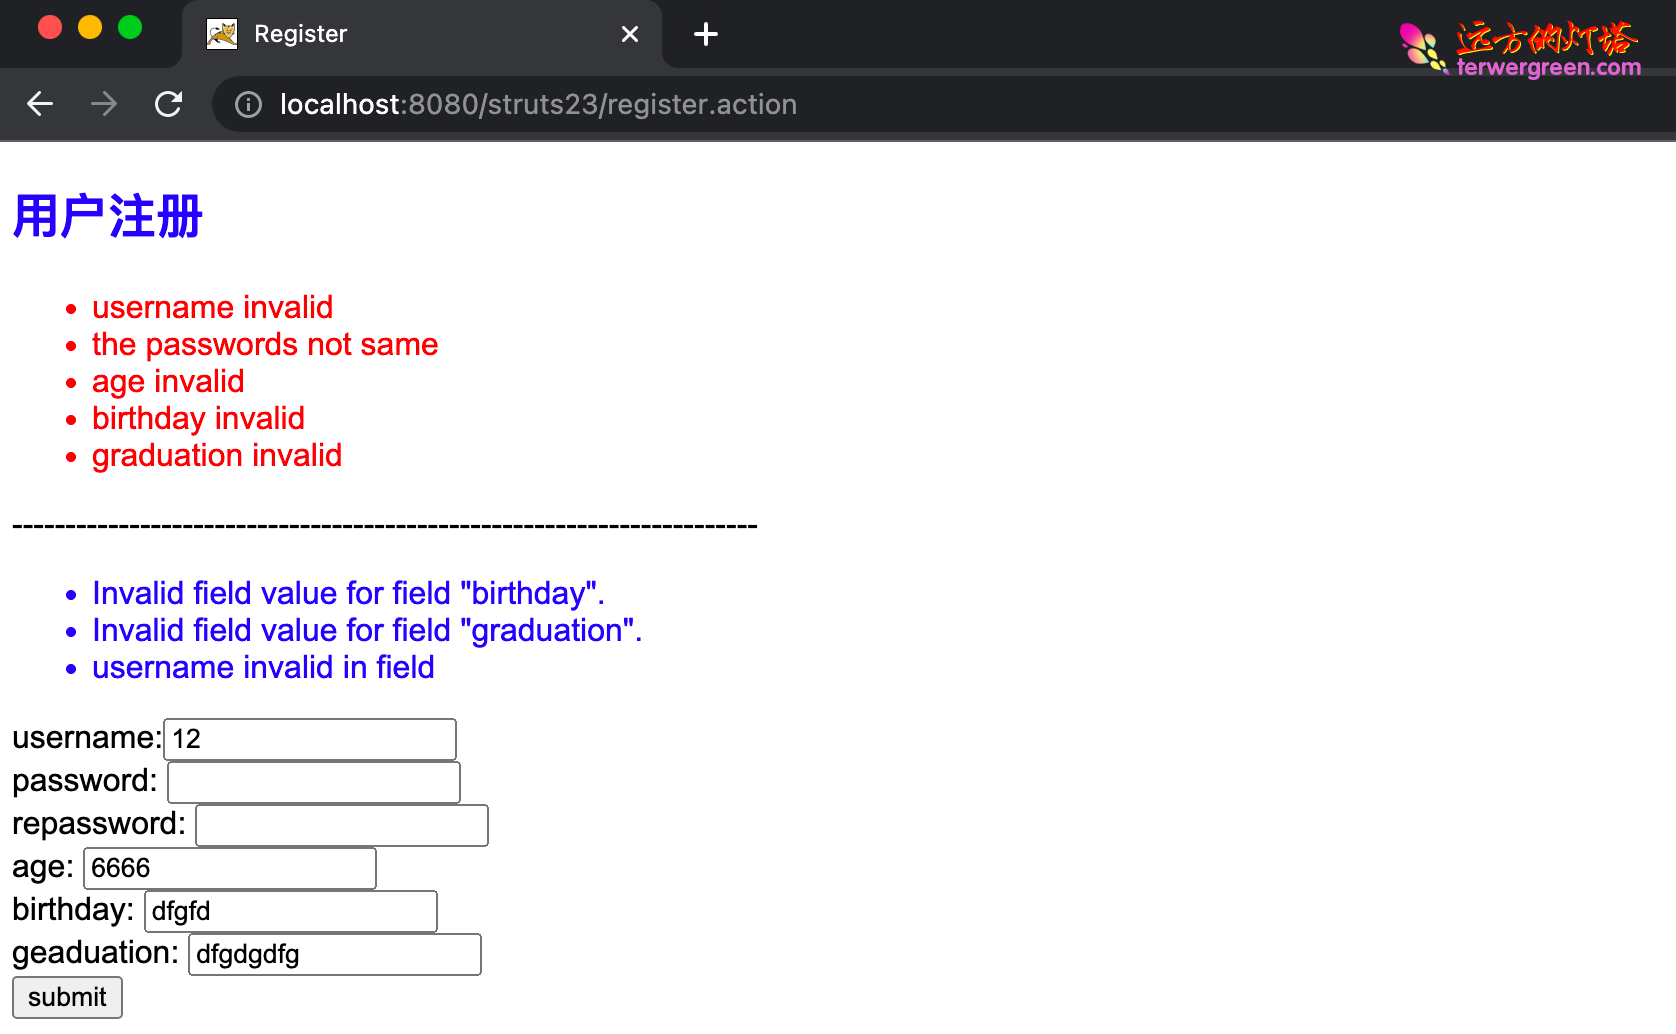 Register
远方的灯塔
terwergreen.com
localhost:8080/struts23/register.action
用户注册
username invalid
the passwords not same
age invalid
birthday invalid
graduation invalid
----------------------------------------------------------------------
Invalid field value for field "birthday".
Invalid field value for field "graduation".
username invalid in field
username: 12
password:
repassword:
age: 6666
birthday: dfgfd
geaduation: dfgdgdfg
submit